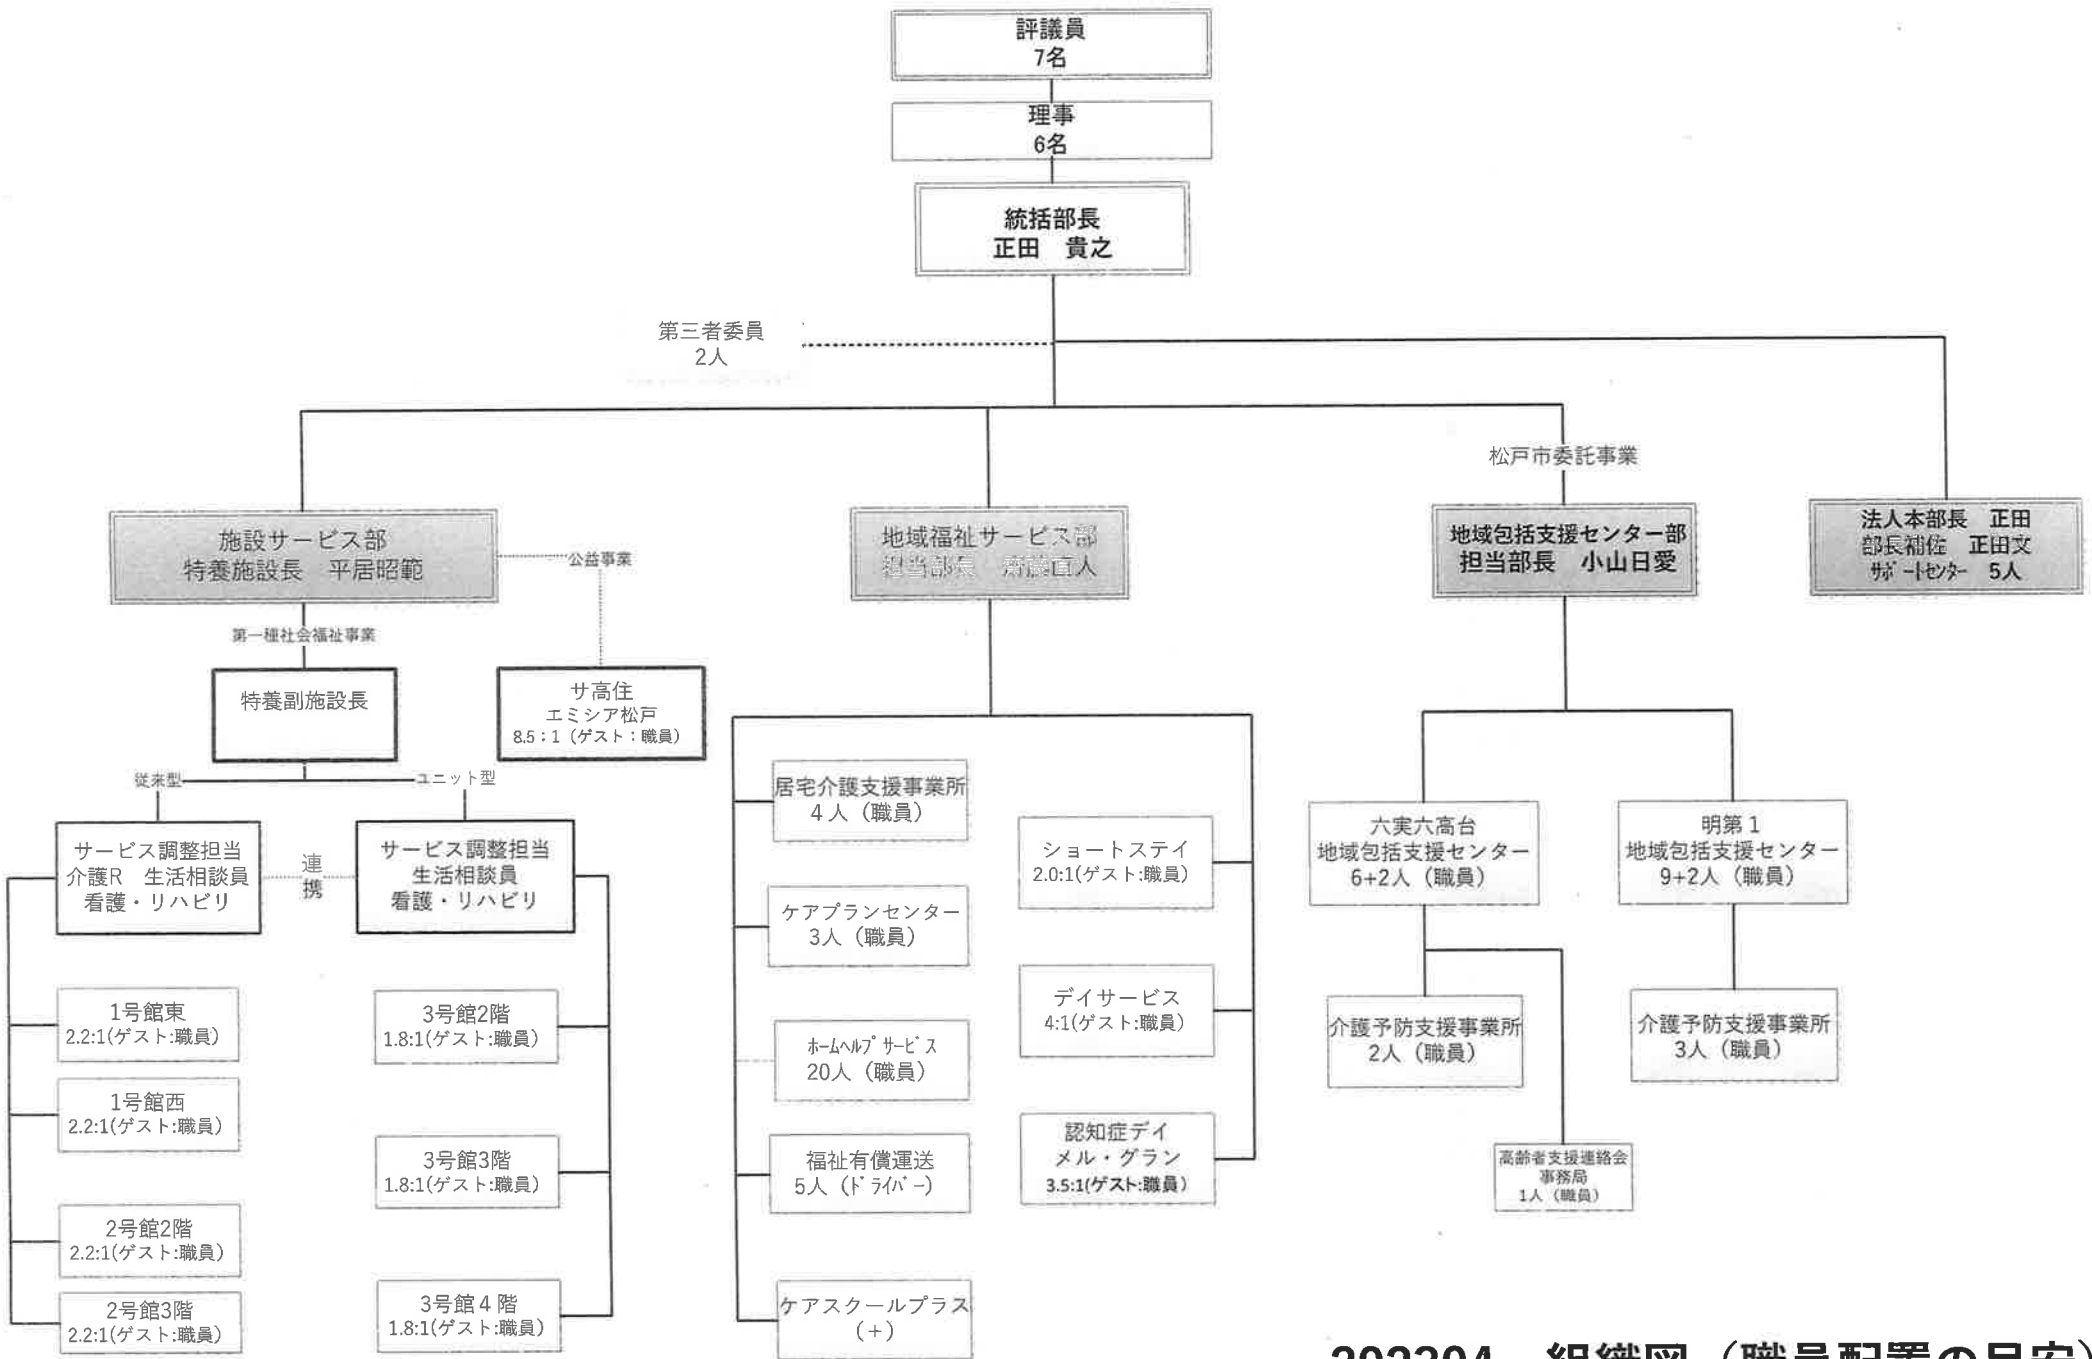 評議員
7名
理事
6名
統括部長
正田　貴之
第三者委員
2人
松戸市委託事業
施設サービス部
特養施設長　平居昭範
公益事業
地域福祉サービス部
担当部長　斎藤直人
地域包括支援センター部
担当部長　小山日愛
法人本部長　正田
部長補佐　正田文
ｻﾎﾟｰﾄｾﾝﾀｰ　5人
第一種社会福祉事業
特養副施設長
サ高住
エミシア松戸
8.5：1（ゲスト：職員）
従来型
ユニット型
サービス調整担当
介護R　生活相談員
看護・リハビリ
連
携
サービス調整担当
生活相談員
看護・リハビリ
1号館東
2.2:1(ゲスト:職員)
1号館西
2.2:1(ゲスト:職員)
2号館2階
2.2:1(ゲスト:職員)
2号館3階
2.2:1(ゲスト:職員)
3号館2階
1.8:1(ゲスト:職員)
3号館3階
1.8:1(ゲスト:職員)
3号館４階
1.8:1(ゲスト:職員)
居宅介護支援事業所
４人（職員）
ケアプランセンター
3人（職員）
ﾎｰﾑﾍﾙﾌﾟｻｰﾋﾞｽ
20人（職員）
福祉有償運送
5人（ﾄﾞﾗｲﾊﾞｰ）
ケアスクールプラス
（+）
ショートステイ
2.0:1(ゲスト:職員)
デイサービス
4:1(ゲスト:職員)
認知症デイ
メル・グラン
3.5:1(ゲスト:職員)
六実六高台
地域包括支援センター
6+2人（職員）
明第１
地域包括支援センター
9+2人（職員）
介護予防支援事業所
2人（職員）
介護予防支援事業所
3人（職員）
高齢者支援連絡会
事務局
1人（職員）
202304　組織図（職員配置の目安）